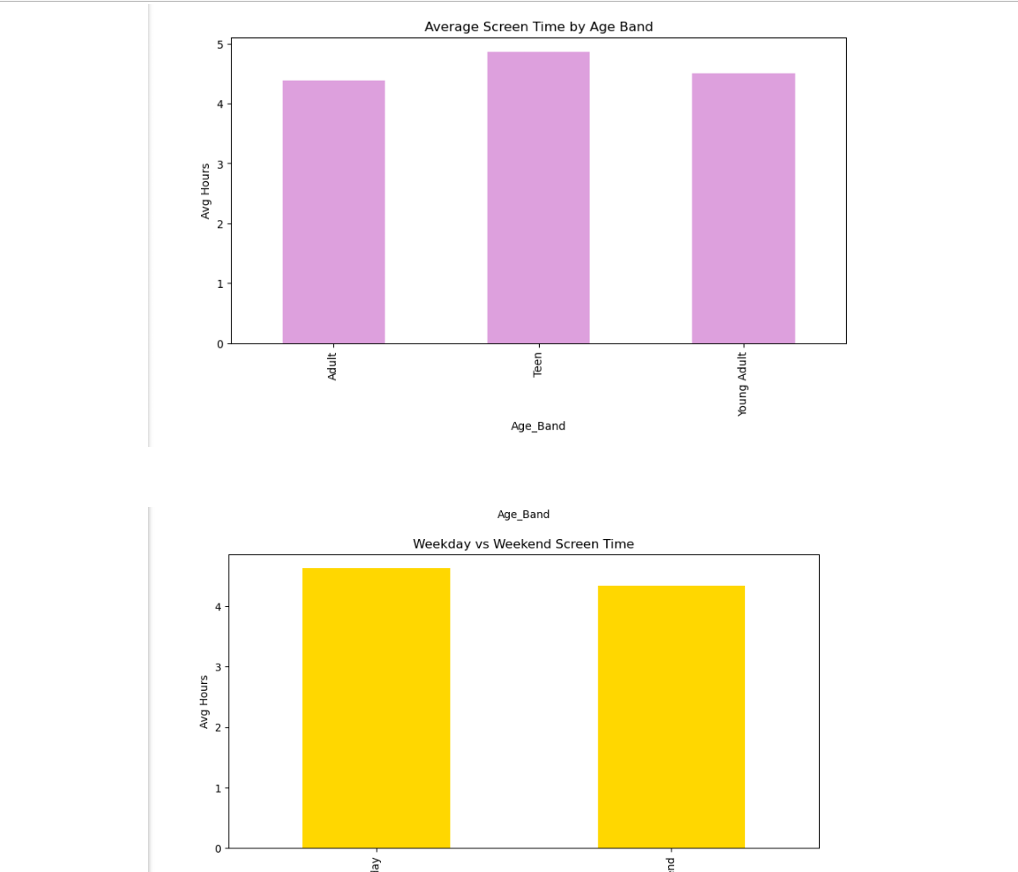 Average Screen Time by Age Band
5
4
3
2
1
0
Avg Hours
Adult
Teen
Young Adult
Age_Band
Age_Band
Weekday vs Weekend Screen Time
4
3
2
1
0
Avg Hours